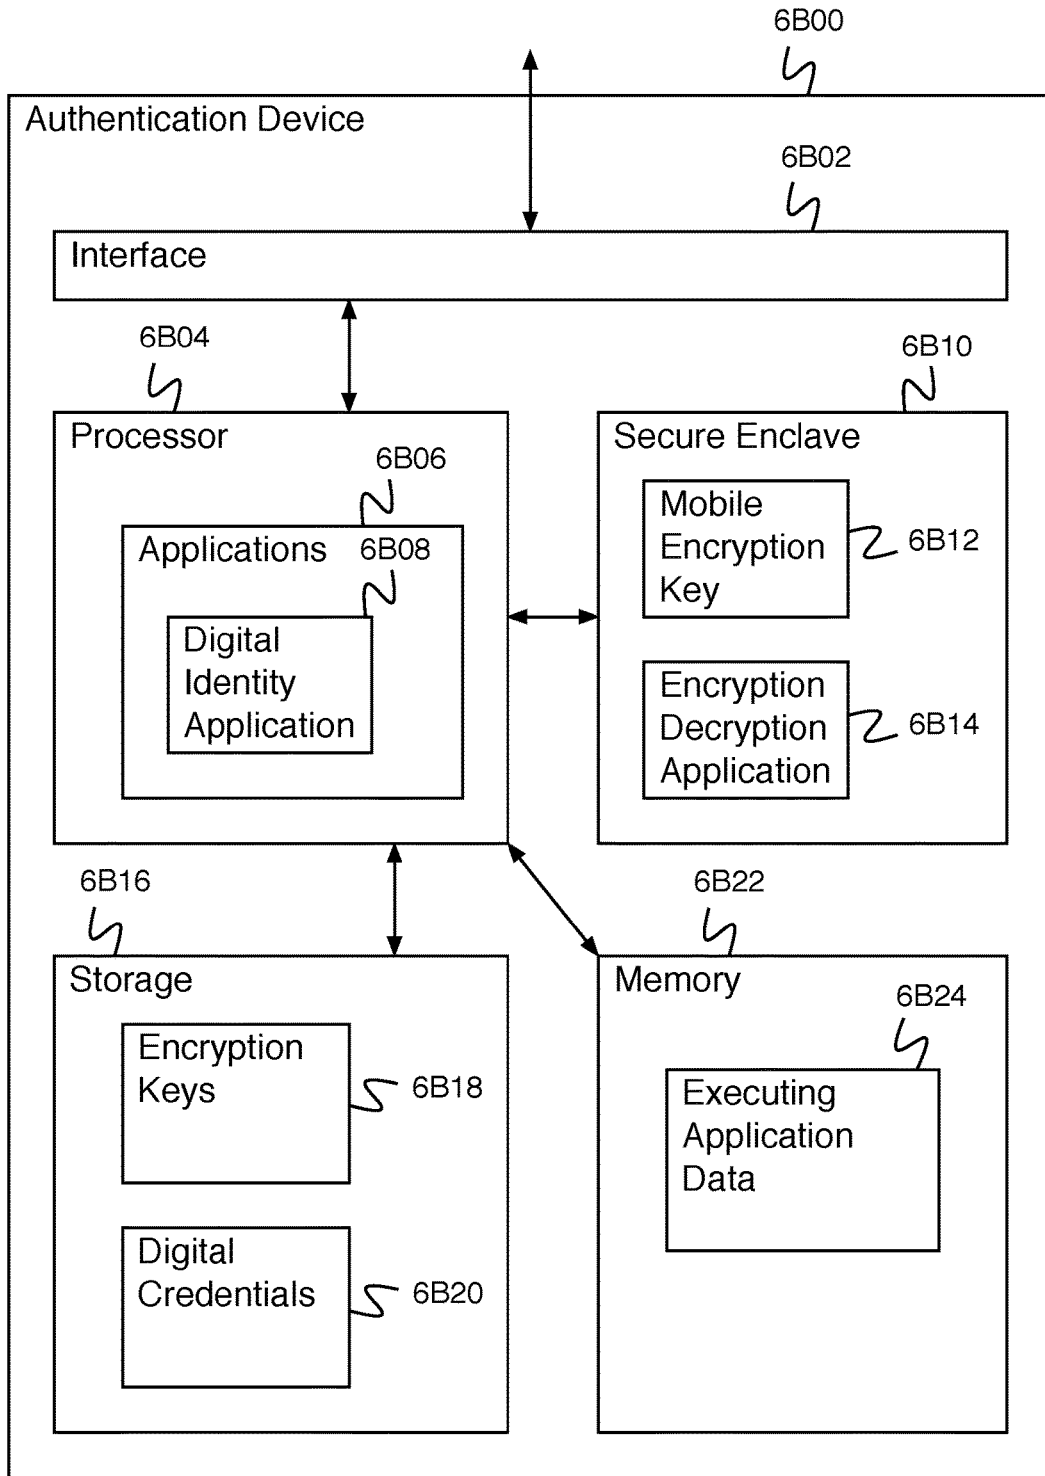 6B00
Authentication Device
6B02
Interface
6B04
6B10
Processor
Secure Enclave
6B06
Applications
6B08
Digital
Identity
Application
Mobile
Encryption
Key
6B12
Encryption
Decryption
Application
6B14
6B16
6B22
Storage
Memory
Encryption
Keys
6B18
6B24
Executing
Application
Data
Digital
Credentials
6B20